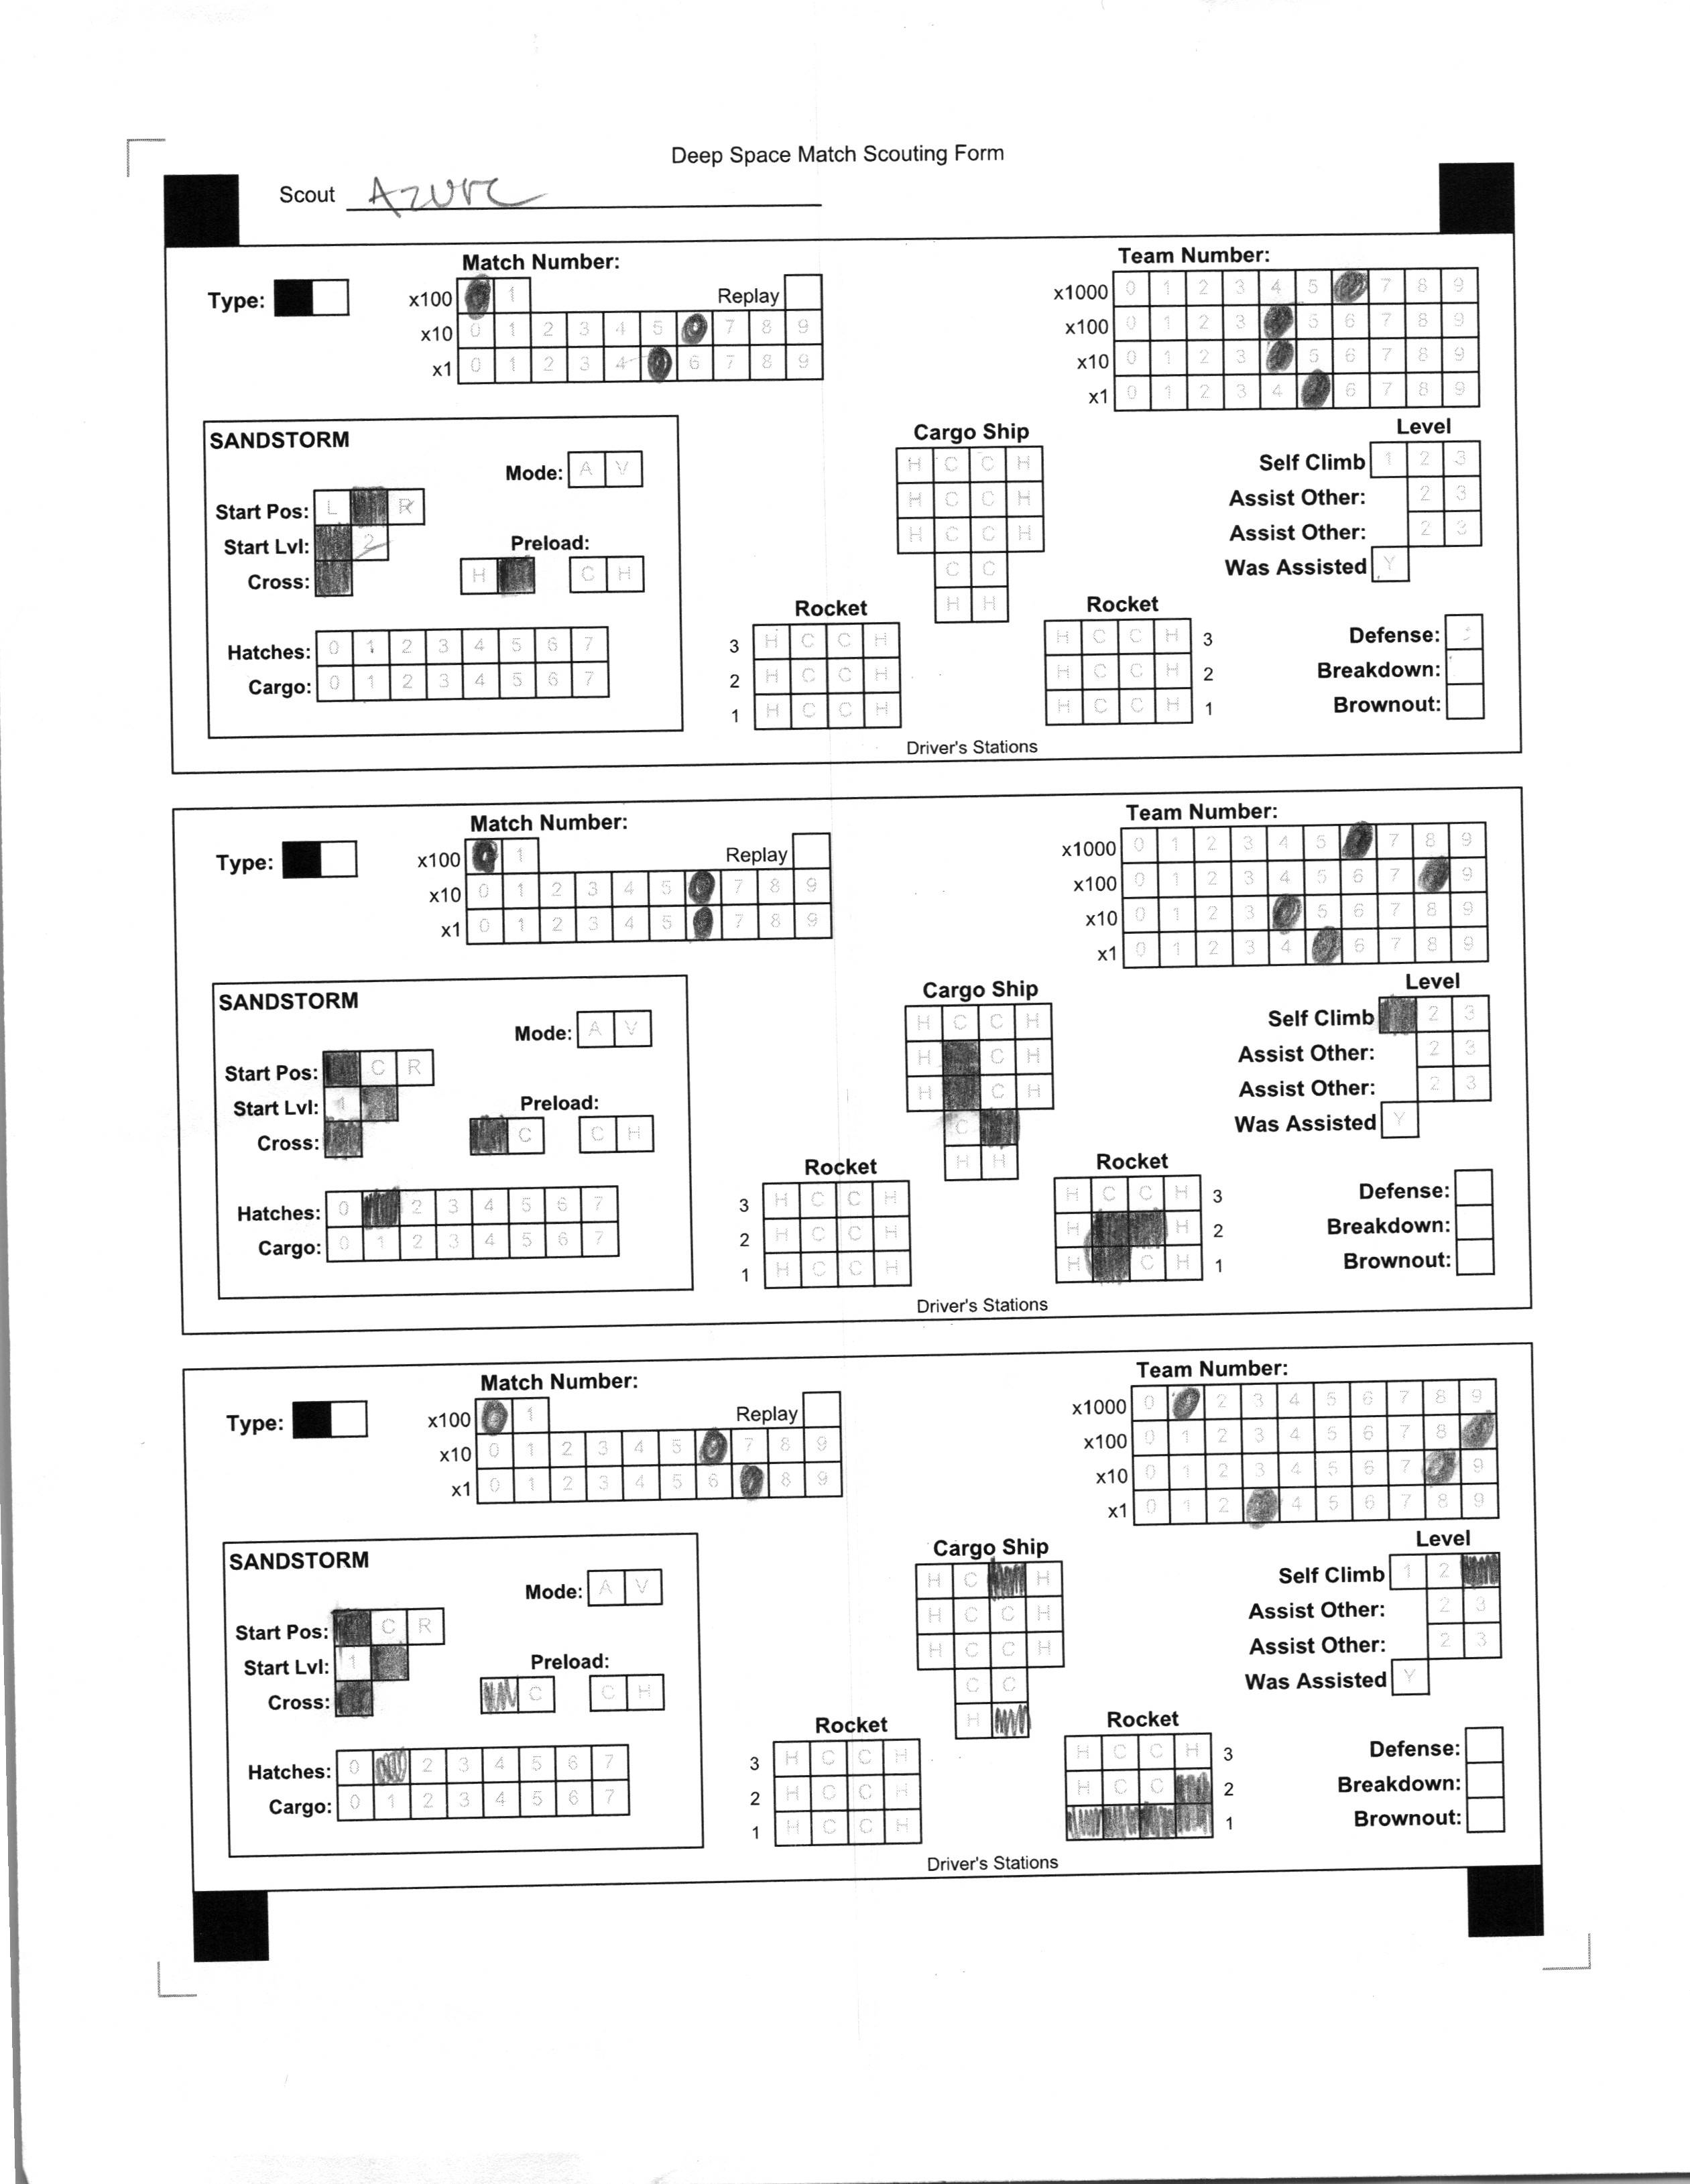 Deep Space Match Scouting Form
Scout Azure
Match Number:
Team Number:
Type:
x100 1 Replay
x10 0 1 2 3 4 5 7 8 9
x1 0 1 2 3 4 6 7 8 9
x1000 0 1 2 3 4 5 7 8 9
x100 0 1 2 3 5 6 7 8 9
x10 0 1 2 3 5 6 7 8 9
x1 0 1 2 3 4 6 7 8 9
SANDSTORM
Mode: A V
Start Pos: L R
Start Lvl: 2
Cross:
Preload:
H C H
Hatches: 0 1 2 3 4 5 6 7
Cargo: 0 1 2 3 4 5 6 7
Cargo Ship
H C C H
H C C H
H C C H
C C
H H
Rocket
3 H C C H
2 H C C H
1 H C C H
Rocket
H C C H 3
H C C H 2
H C C H 1
Driver's Stations
Level
Self Climb 1 2 3
Assist Other: 2 3
Assist Other: 2 3
Was Assisted Y
Defense:
Breakdown:
Brownout:
Match Number:
Team Number:
Type:
x100 1 Replay
x10 0 1 2 3 4 5 7 8 9
x1 0 1 2 3 4 5 7 8 9
x1000 0 1 2 3 4 5 7 8 9
x100 0 1 2 3 4 5 6 7 9
x10 0 1 2 3 5 6 7 8 9
x1 0 1 2 3 4 6 7 8 9
SANDSTORM
Mode: A V
Start Pos: C R
Start Lvl: 1
Cross:
Preload:
C C H
Hatches: 0 2 3 4 5 6 7
Cargo: 0 1 2 3 4 5 6 7
Cargo Ship
H C C H
H C H
H C H
C
H H
Rocket
3 H C C H
2 H C C H
1 H C C H
Rocket
H C C H 3
H H 2
H C H 1
Driver's Stations
Level
Self Climb 2 3
Assist Other: 2 3
Assist Other: 2 3
Was Assisted Y
Defense:
Breakdown:
Brownout:
Match Number:
Team Number:
Type:
x100 1 Replay
x10 0 1 2 3 4 5 7 8 9
x1 0 1 2 3 4 5 6 8 9
x1000 0 2 3 4 5 6 7 8 9
x100 0 1 2 3 4 5 6 7 8
x10 0 1 2 3 4 5 6 7 9
x1 0 1 2 4 5 6 7 8 9
SANDSTORM
Mode: A V
Start Pos: C R
Start Lvl: 1
Cross:
Preload:
C C H
Hatches: 0 2 3 4 5 6 7
Cargo: 0 1 2 3 4 5 6 7
Cargo Ship
H C H
H C C H
H C C H
C C
H
Rocket
3 H C C H
2 H C C H
1 H C C H
Rocket
H C C H 3
H C C 2
1
Driver's Stations
Level
Self Climb 1 2
Assist Other: 2 3
Assist Other: 2 3
Was Assisted Y
Defense:
Breakdown:
Brownout: